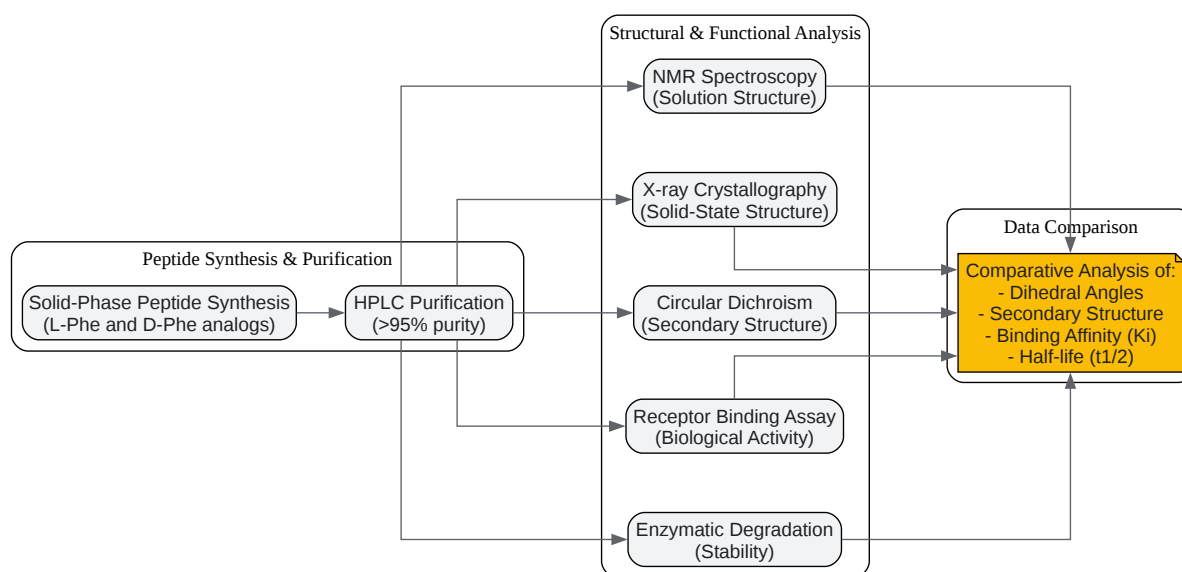 Peptide Synthesis & Purification
Solid-Phase Peptide Synthesis
(L-Phe and D-Phe analogs)
HPLC Purification
(>95% purity)
Structural & Functional Analysis
NMR Spectroscopy
(Solution Structure)
X-ray Crystallography
(Solid-State Structure)
Circular Dichroism
(Secondary Structure)
Receptor Binding Assay
(Biological Activity)
Enzymatic Degradation
(Stability)
Data Comparison
Comparative Analysis of:
- Dihedral Angles
- Secondary Structure
- Binding Affinity (Ki)
- Half-life (t1/2)